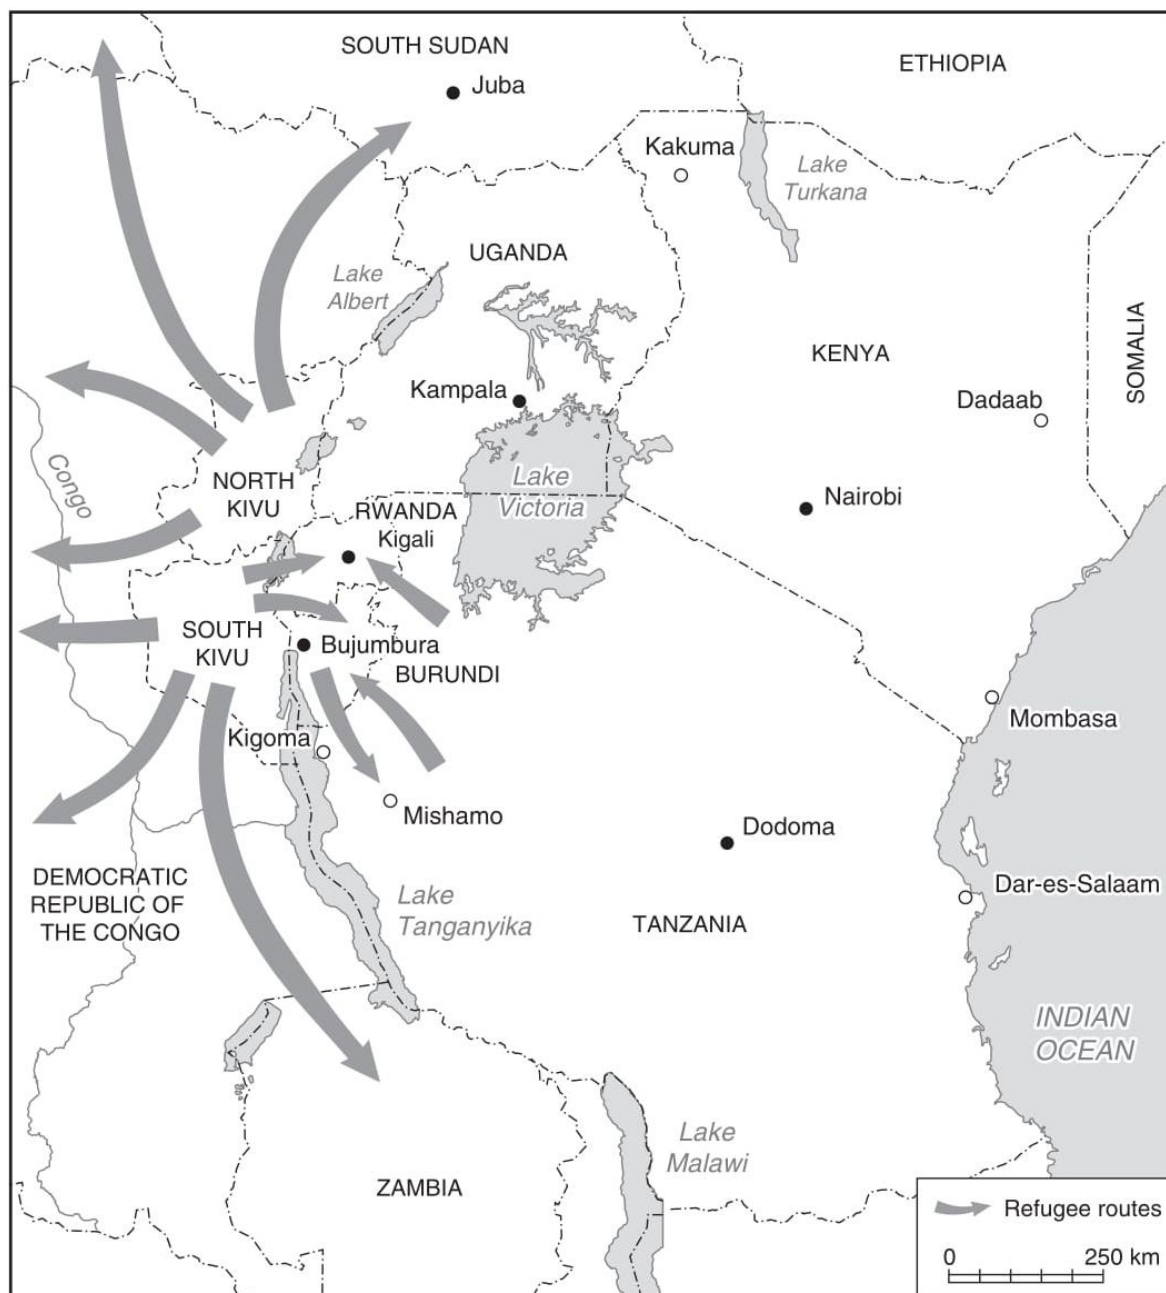 SOUTH SUDAN
Juba
ETHIOPIA
Kakuma
Lake
Turkana
UGANDA
Lake
Albert
SOMALIA
KENYA
Kampala
Dadaab
Congo
NORTH
KIVU
Lake
Victoria
Nairobi
RWANDA
Kigali
SOUTH
KIVU
Bujumbura
BURUNDI
Mombasa
Kigoma
Mishamo
Dodoma
DEMOCRATIC
REPUBLIC OF
THE CONGO
Lake
Tanganyika
TANZANIA
Dar-es-Salaam
INDIAN
OCEAN
Lake
Malawi
ZAMBIA
Refugee routes
0 250 km